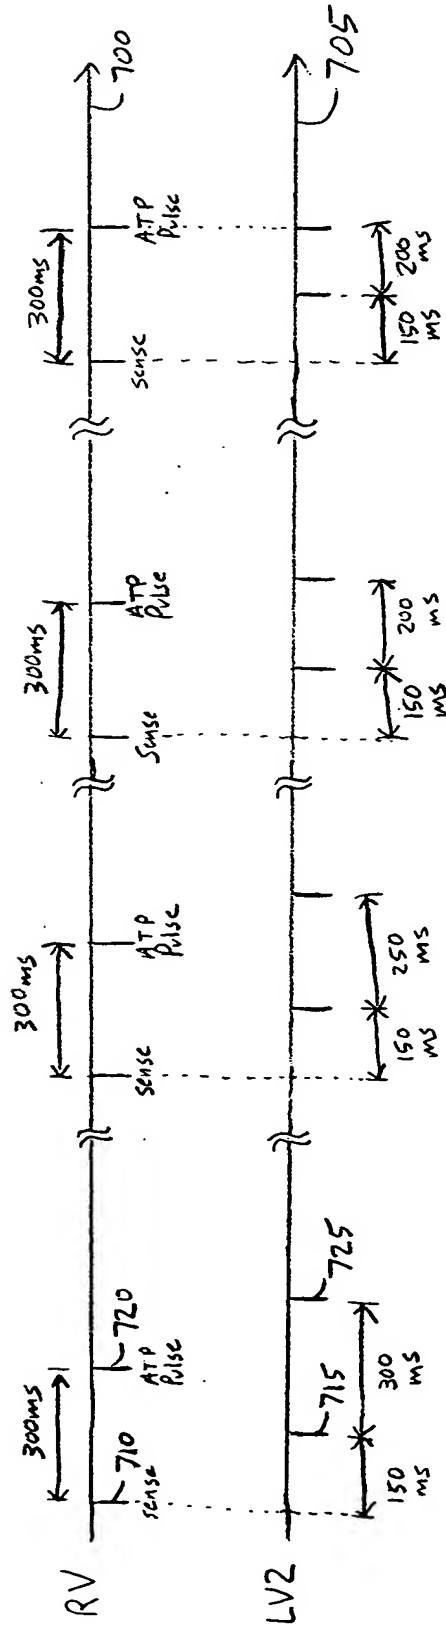 RV
300ms
710
sense
720
ATP
Pulse
300ms
sense
ATP
Pulse
300ms
Sense
ATP
Pulse
300ms
sense
ATP
Pulse
700
LV2
715
725
150
ms
300
ms
150
ms
250
ms
150
ms
200
ms
150
ms
200
ms
705